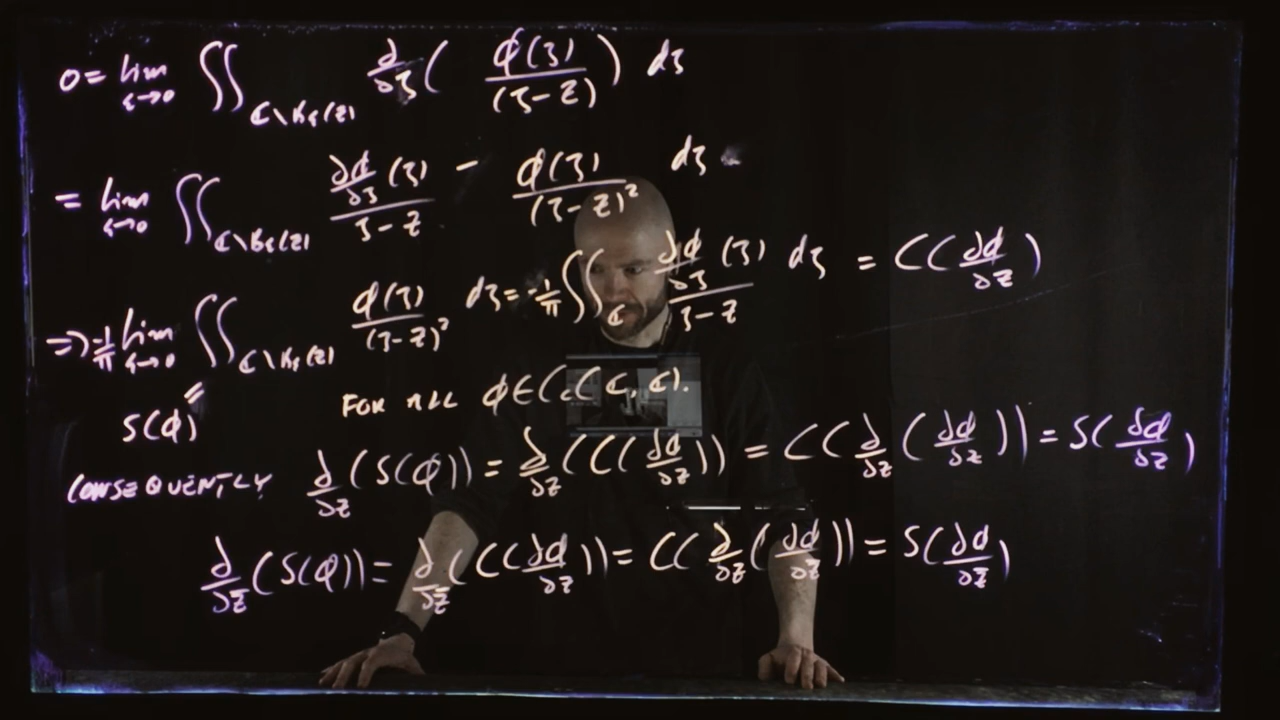 0 = lim_{ε→0} ∬_{ℂ\B_ε(z)} ∂/∂ζ ( φ(ζ)/(ζ-z) ) dζ
= lim_{ε→0} ∬_{ℂ\B_ε(z)} (∂φ/∂ζ (ζ))/(ζ-z) - φ(ζ)/(ζ-z)² dζ
⇒ -1/π lim_{ε→0} ∬_{ℂ\B_ε(z)} φ(ζ)/(ζ-z)² dζ = -1/π ∬_ℂ (∂φ/∂ζ (ζ))/(ζ-z) dζ = C(∂φ/∂z)
=
S(φ) FOR ALL φ∈C_c(ℂ,ℂ).
CONSEQUENTLY ∂/∂z (S(φ)) = ∂/∂z (C(∂φ/∂z)) = C(∂/∂z (∂φ/∂z)) = S(∂φ/∂z)
∂/∂z̄ (S(φ)) = ∂/∂z̄ (C(∂φ/∂z)) = C(∂/∂z (∂φ/∂z̄)) = S(∂φ/∂z̄)